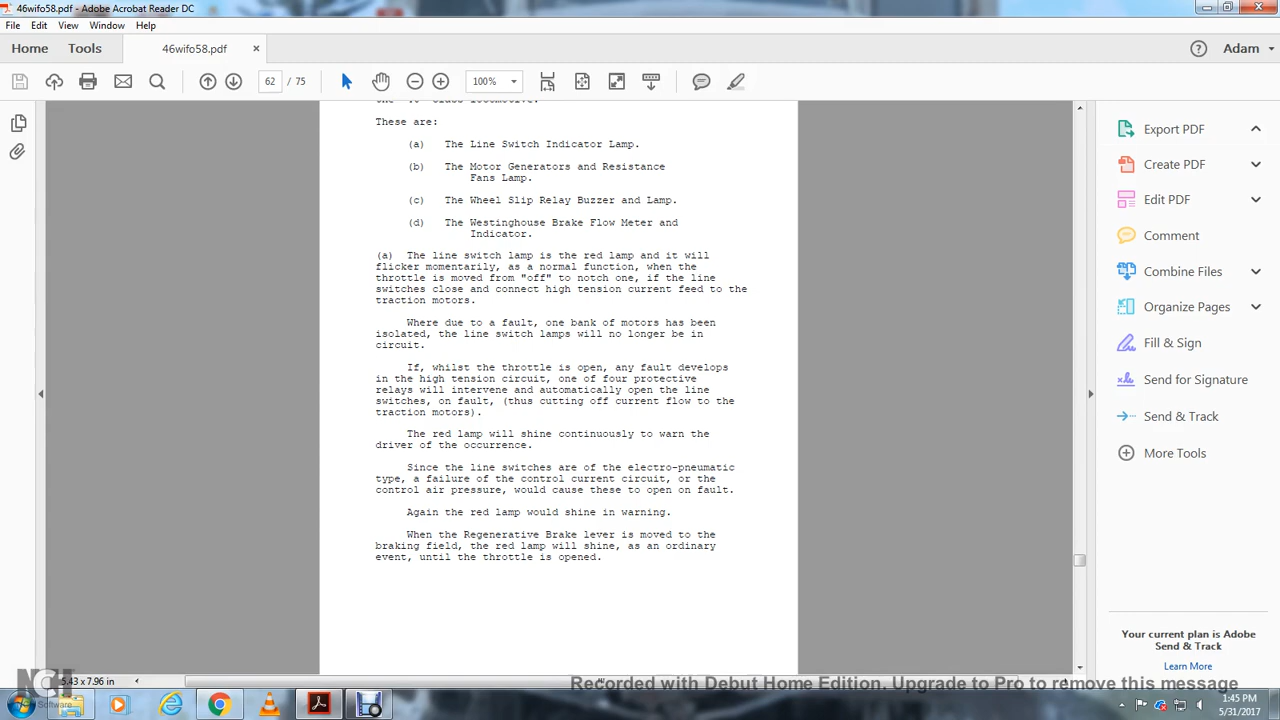 46wifo58.pdf - Adobe Acrobat Reader DC
File Edit View Window Help
Home Tools 46wifo58.pdf × Adam
62 / 75 100%
one "46" class locomotive.
These are:
(a) The Line Switch Indicator Lamp.
(b) The Motor Generators and Resistance
Fans Lamp.
(c) The Wheel Slip Relay Buzzer and Lamp.
(d) The Westinghouse Brake Flow Meter and
Indicator.
(a) The line switch lamp is the red lamp and it will
flicker momentarily, as a normal function, when the
throttle is moved from "off" to notch one, if the line
switches close and connect high tension current feed to the
traction motors.
Where due to a fault, one bank of motors has been
isolated, the line switch lamps will no longer be in
circuit.
If, whilst the throttle is open, any fault develops
in the high tension circuit, one of four protective
relays will intervene and automatically open the line
switches, on fault, (thus cutting off current flow to the
traction motors).
The red lamp will shine continuously to warn the
driver of the occurrence.
Since the line switches are of the electro-pneumatic
type, a failure of the control current circuit, or the
control air pressure, would cause these to open on fault.
Again the red lamp would shine in warning.
When the Regenerative Brake lever is moved to the
braking field, the red lamp will shine, as an ordinary
event, until the throttle is opened.
Export PDF
Create PDF
Edit PDF
Comment
Combine Files
Organize Pages
Fill & Sign
Send for Signature
Send & Track
More Tools
Your current plan is Adobe
Send & Track
Learn More
5.43 x 7.96 in
NCH
Software
Recorded with Debut Home Edition. Upgrade to Pro to remove this message
1:45 PM
5/31/2017